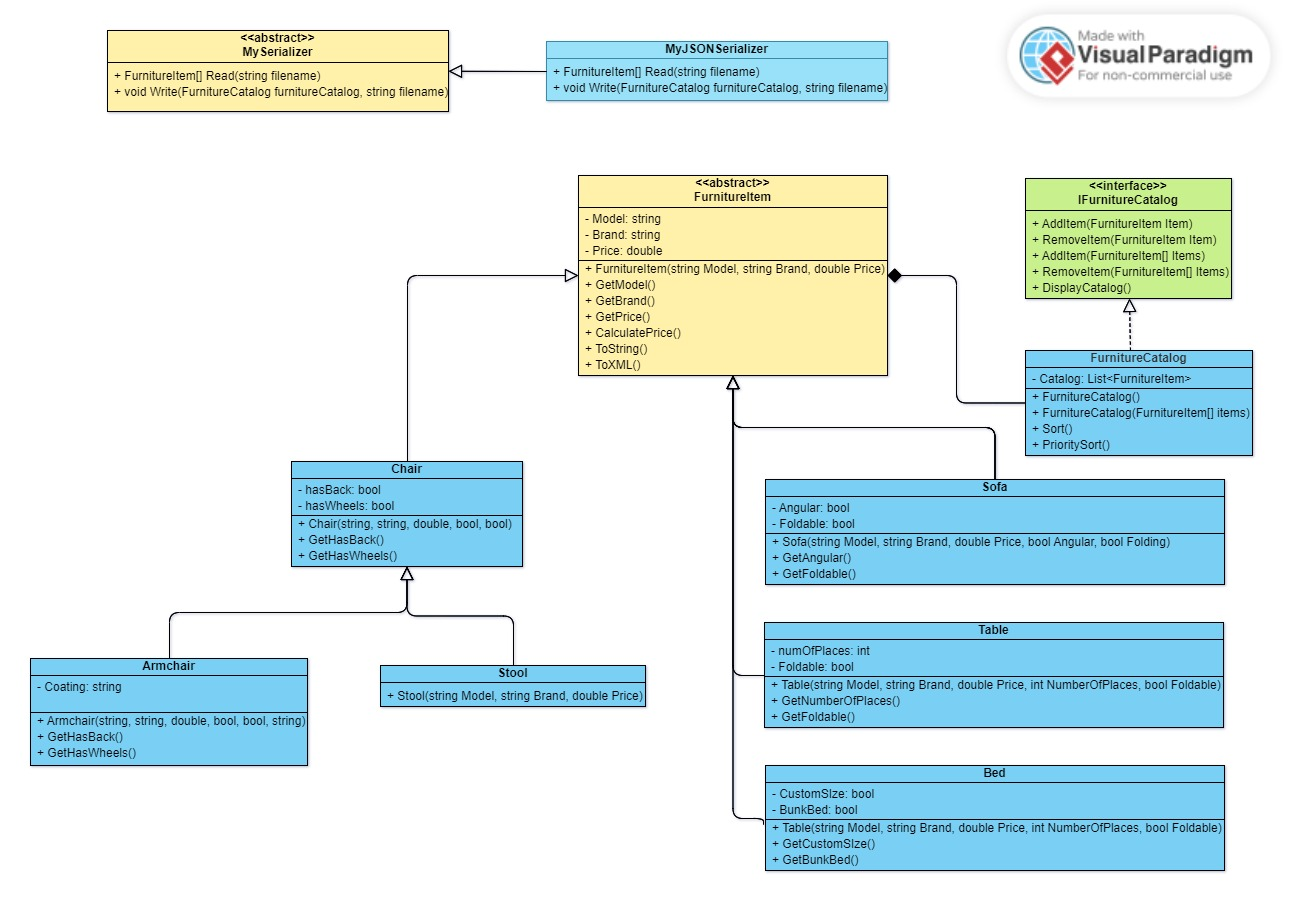 <<abstract>>
MySerializer
+ FurnitureItem[] Read(string filename)
+ void Write(FurnitureCatalog furnitureCatalog, string filename)
MyJSONSerializer
+ FurnitureItem[] Read(string filename)
+ void Write(FurnitureCatalog furnitureCatalog, string filename)
Made with
VisualParadigm
For non-commercial use
<<abstract>>
FurnitureItem
- Model: string
- Brand: string
- Price: double
+ FurnitureItem(string Model, string Brand, double Price)
+ GetModel()
+ GetBrand()
+ GetPrice()
+ CalculatePrice()
+ ToString()
+ ToXML()
<<interface>>
IFurnitureCatalog
+ AddItem(FurnitureItem Item)
+ RemoveItem(FurnitureItem Item)
+ AddItem(FurnitureItem[] Items)
+ RemoveItem(FurnitureItem[] Items)
+ DisplayCatalog()
FurnitureCatalog
- Catalog: List<FurnitureItem>
+ FurnitureCatalog()
+ FurnitureCatalog(FurnitureItem[] items)
+ Sort()
+ PrioritySort()
Chair
- hasBack: bool
- hasWheels: bool
+ Chair(string, string, double, bool, bool)
+ GetHasBack()
+ GetHasWheels()
Sofa
- Angular: bool
- Foldable: bool
+ Sofa(string Model, string Brand, double Price, bool Angular, bool Folding)
+ GetAngular()
+ GetFoldable()
Armchair
- Coating: string
+ Armchair(string, string, double, bool, bool, string)
+ GetHasBack()
+ GetHasWheels()
Stool
+ Stool(string Model, string Brand, double Price)
Table
- numOfPlaces: int
- Foldable: bool
+ Table(string Model, string Brand, double Price, int NumberOfPlaces, bool Foldable)
+ GetNumberOfPlaces()
+ GetFoldable()
Bed
- CustomSIze: bool
- BunkBed: bool
+ Table(string Model, string Brand, double Price, int NumberOfPlaces, bool Foldable)
+ GetCustomSIze()
+ GetBunkBed()